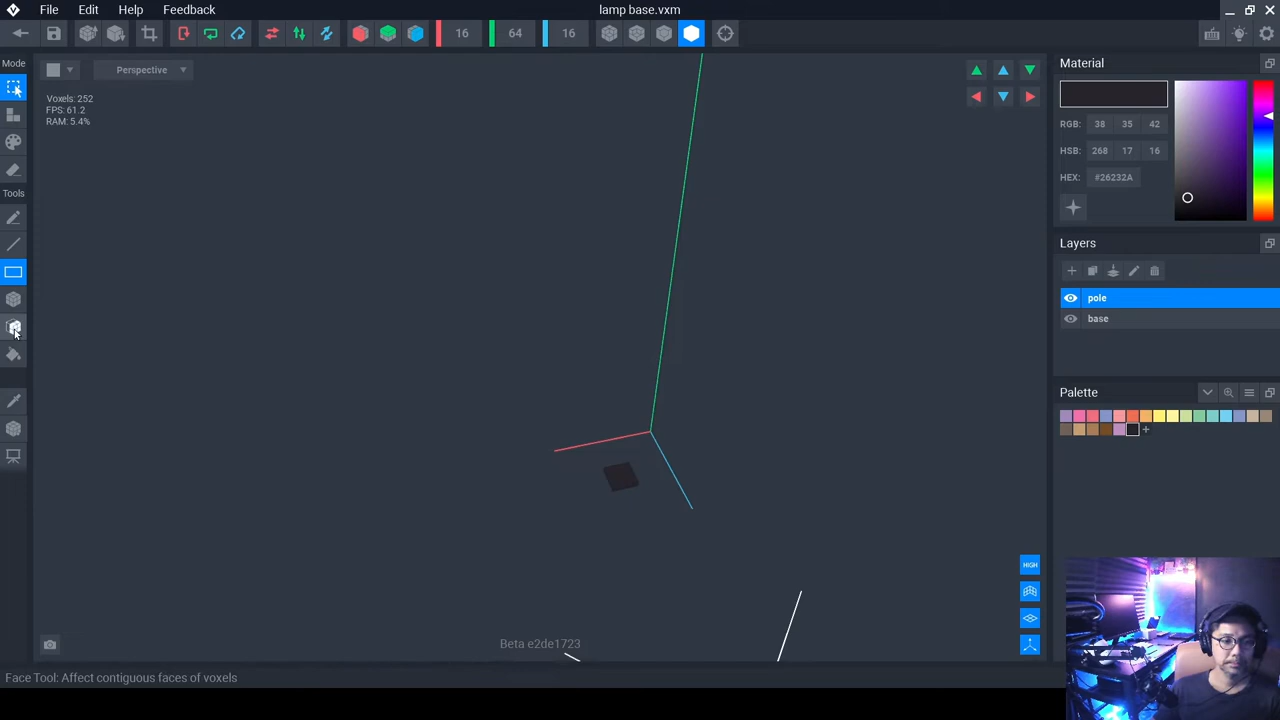 File Edit Help Feedback
lamp base.vxm
16 64 16
Mode
Perspective
Material
Voxels: 252
FPS: 61.2
RAM: 5.4%
RGB: 38 35 42
HSB: 268 17 16
HEX: #26232A
Tools
Layers
pole
base
Palette
HIGH
Beta e2de1723
Face Tool: Affect contiguous faces of voxels